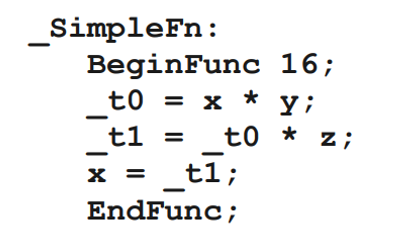 _SimpleFn:
BeginFunc 16;
_t0 = x * y;
_t1 = _t0 * z;
x = _t1;
EndFunc;